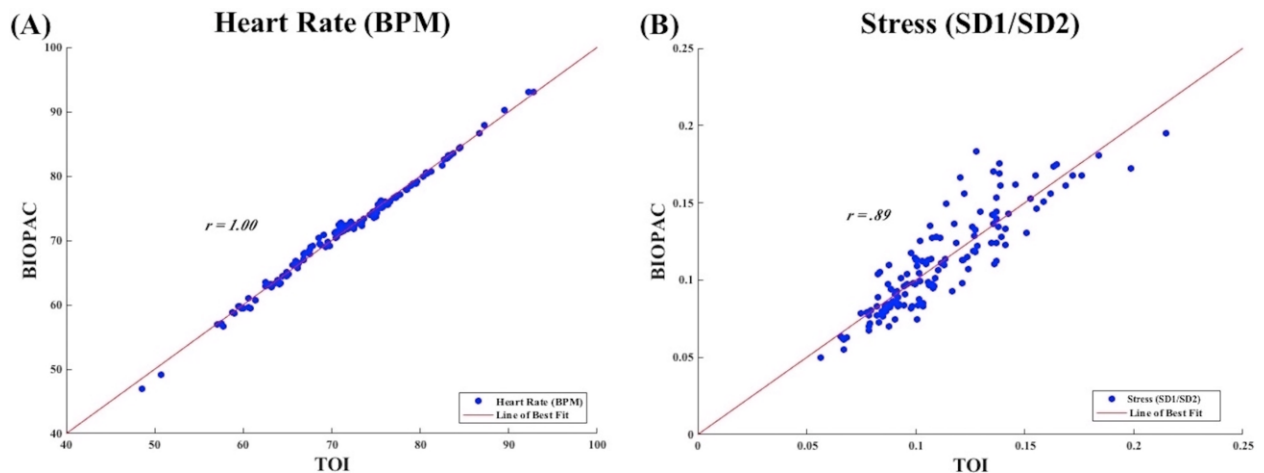 (A) Heart Rate (BPM)
100
90
80
70
60
50
40
BIOPAC
r = 1.00
Heart Rate (BPM)
Line of Best Fit
40 50 60 70 80 90 100
TOI
(B) Stress (SD1/SD2)
0.25
0.2
0.15
0.1
0.05
0
BIOPAC
r = .89
Stress (SD1/SD2)
Line of Best Fit
0 0.05 0.1 0.15 0.2 0.25
TOI